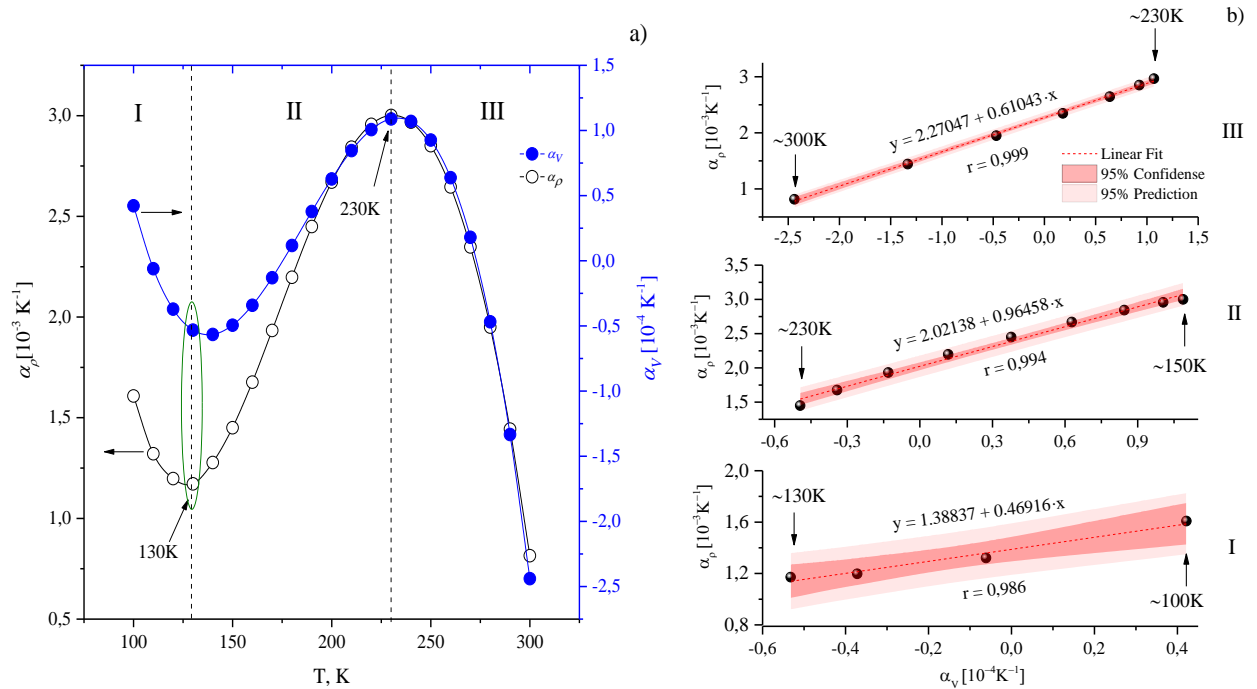 a)
I
II
III
α_V
α_ρ
230K
130K
α_ρ [10⁻³ K⁻¹]
3.0
2.5
2.0
1.5
1.0
0.5
1,5
1,0
0,5
0,0
-0,5
-1,0
-1,5
-2,0
-2,5
α_V [10⁻⁴ K⁻¹]
100 150 200 250 300
T, K
b)
~230K
~300K
y = 2.27047 + 0.61043·x
r = 0,999
Linear Fit
95% Confidense
95% Prediction
III
α_ρ [10⁻³K⁻¹]
3
2
1
-2,5 -2,0 -1,5 -1,0 -0,5 0,0 0,5 1,0 1,5
~230K
y = 2.02138 + 0.96458·x
r = 0,994
~150K
II
α_ρ [10⁻³K⁻¹]
3,5
3,0
2,5
2,0
1,5
-0,6 -0,3 0,0 0,3 0,6 0,9
~130K
y = 1.38837 + 0.46916·x
r = 0,986
~100K
I
α_ρ [10⁻³K⁻¹]
2,0
1,6
1,2
0,8
-0,6 -0,4 -0,2 0,0 0,2 0,4
α_V [10⁻⁴K⁻¹]